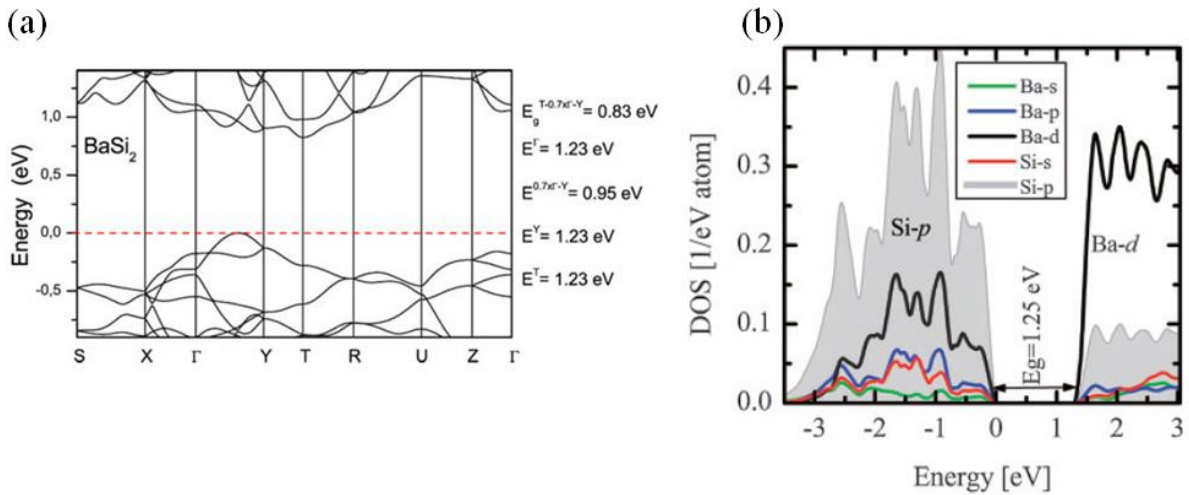 (a)
Energy (eV)
1,0
0,5
0,0
-0,5
BaSi₂
S X Γ Y T R U Z Γ
E_g^{T-0.7xΓ-Y} = 0.83 eV
E^Γ = 1.23 eV
E^{0.7xΓ-Y} = 0.95 eV
E^Y = 1.23 eV
E^T = 1.23 eV
(b)
DOS [1/eV atom]
0.4
0.3
0.2
0.1
0.0
Ba-s
Ba-p
Ba-d
Si-s
Si-p
Si-p
Ba-d
Eg=1.25 eV
-3 -2 -1 0 1 2 3
Energy [eV]